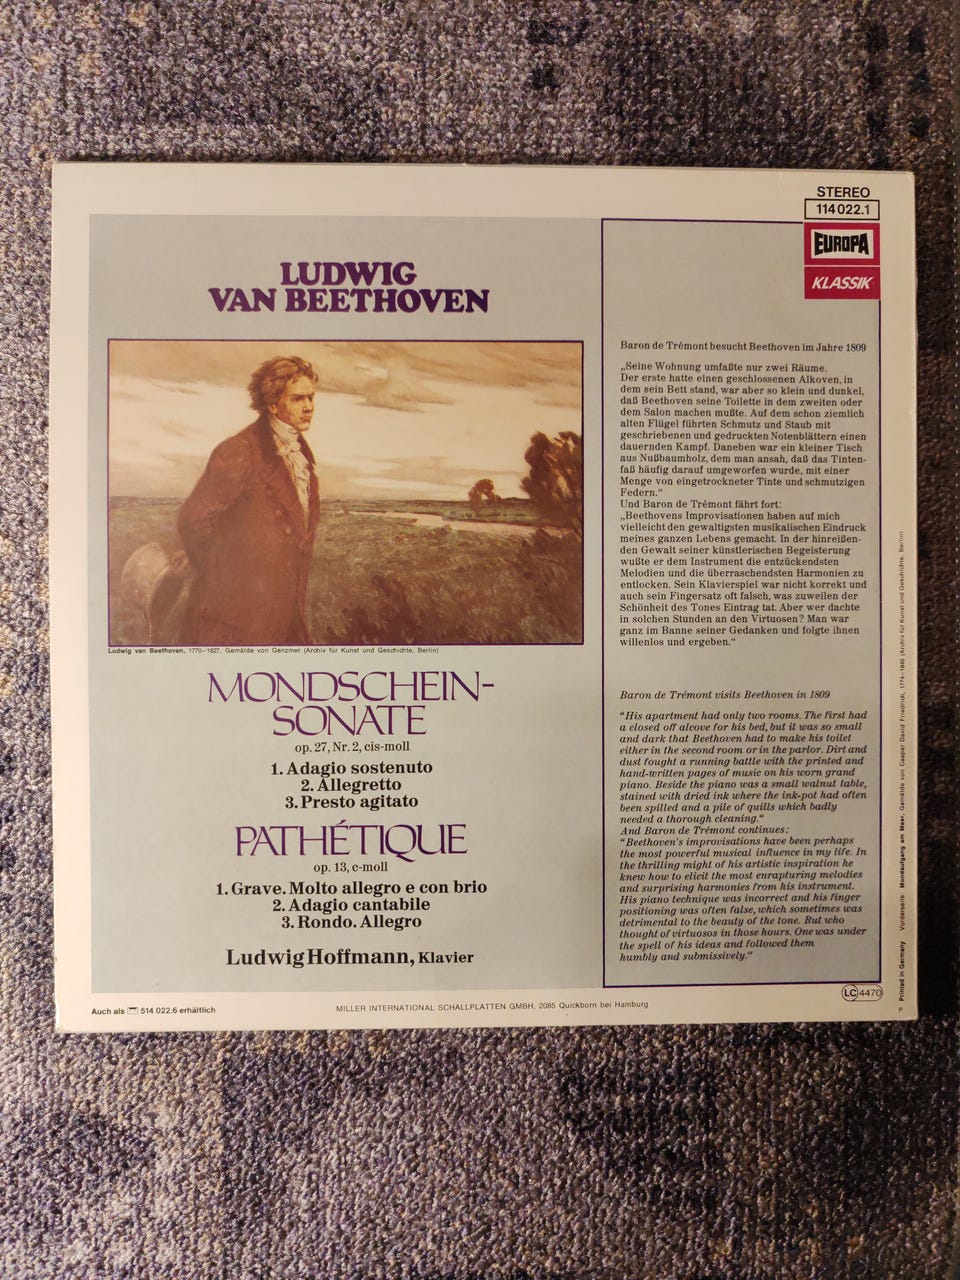 STEREO
114 022.1
EUROPA
KLASSIK
LUDWIG
VAN BEETHOVEN
Ludwig van Beethoven, 1770–1827, Gemälde von Genzmer (Archiv für Kunst und Geschichte, Berlin)
MONDSCHEIN-
SONATE
op. 27, Nr. 2, cis-moll
1. Adagio sostenuto
2. Allegretto
3. Presto agitato
PATHÉTIQUE
op. 13, c-moll
1. Grave. Molto allegro e con brio
2. Adagio cantabile
3. Rondo. Allegro
Ludwig Hoffmann, Klavier
Baron de Trémont besucht Beethoven im Jahre 1809
„Seine Wohnung umfaßte nur zwei Räume.
Der erste hatte einen geschlossenen Alkoven, in
dem sein Bett stand, war aber so klein und dunkel,
daß Beethoven seine Toilette in dem zweiten oder
dem Salon machen mußte. Auf dem schon ziemlich
alten Flügel führten Schmutz und Staub mit
geschriebenen und gedruckten Notenblättern einen
dauernden Kampf. Daneben war ein kleiner Tisch
aus Nußbaumholz, dem man ansah, daß das Tinten-
faß häufig darauf umgeworfen wurde, mit einer
Menge von eingetrockneter Tinte und schmutzigen
Federn.“
Und Baron de Trémont fährt fort:
„Beethovens Improvisationen haben auf mich
vielleicht den gewaltigsten musikalischen Eindruck
meines ganzen Lebens gemacht. In der hinreißen-
den Gewalt seiner künstlerischen Begeisterung
wußte er dem Instrument die entzückendsten
Melodien und die überraschendsten Harmonien zu
entlocken. Sein Klavierspiel war nicht korrekt und
auch sein Fingersatz oft falsch, was zuweilen der
Schönheit des Tones Eintrag tat. Aber wer dachte
in solchen Stunden an den Virtuosen? Man war
ganz im Banne seiner Gedanken und folgte ihnen
willenlos und ergeben.“
Baron de Trémont visits Beethoven in 1809
“His apartment had only two rooms. The first had
a closed off alcove for his bed, but it was so small
and dark that Beethoven had to make his toilet
either in the second room or in the parlor. Dirt and
dust fought a running battle with the printed and
hand-written pages of music on his worn grand
piano. Beside the piano was a small walnut table,
stained with dried ink where the ink-pot had often
been spilled and a pile of quills which badly
needed a thorough cleaning.“
And Baron de Trémont continues:
“Beethoven's improvisations have been perhaps
the most powerful musical influence in my life. In
the thrilling might of his artistic inspiration he
knew how to elicit the most enrapturing melodies
and surprising harmonies from his instrument.
His piano technique was incorrect and his finger
positioning was often false, which sometimes was
detrimental to the beauty of the tone. But who
thought of virtuosos in those hours. One was under
the spell of his ideas and followed them
humbly and submissively.“
LC 4470
Printed in Germany Vorderseite: Mondaufgang am Meer, Gemälde von Caspar David Friedrich, 1774–1840 (Archiv für Kunst und Geschichte, Berlin)
P
Auch als 514 022.6 erhältlich
MILLER INTERNATIONAL SCHALLPLATTEN GMBH, 2085 Quickborn bei Hamburg